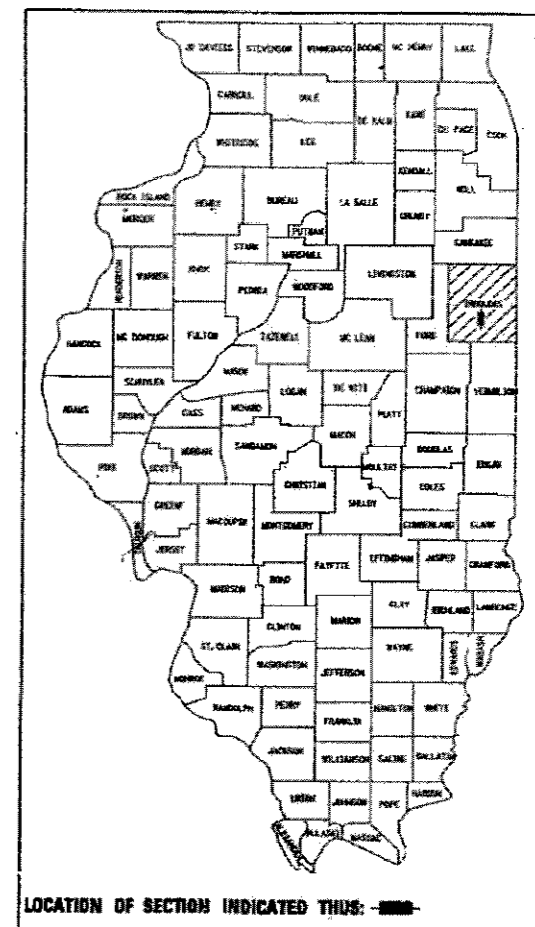 JO DAVIESS STEPHENSON WINNEBAGO BOONE MC HENRY LAKE
CARROLL OGLE DE KALB KANE DU PAGE COOK
WHITESIDE LEE KENDALL WILL
ROCK ISLAND
MERCER HENRY BUREAU LA SALLE GRUNDY KANKAKEE
PUTNAM
STARK MARSHALL LIVINGSTON IROQUOIS
HENDERSON WARREN KNOX PEORIA WOODFORD FORD
HANCOCK MC DONOUGH FULTON TAZEWELL MC LEAN
SCHUYLER MASON LOGAN DE WITT CHAMPAIGN VERMILION
ADAMS BROWN CASS MENARD PIATT
MACON
PIKE SCOTT MORGAN SANGAMON MOULTRIE DOUGLAS EDGAR
CHRISTIAN COLES
SHELBY
GREENE MACOUPIN MONTGOMERY CUMBERLAND CLARK
CALHOUN JERSEY FAYETTE EFFINGHAM JASPER CRAWFORD
MADISON BOND
CLAY RICHLAND LAWRENCE
CLINTON MARION
ST. CLAIR WAYNE EDWARDS WABASH
WASHINGTON JEFFERSON
MONROE
RANDOLPH PERRY HAMILTON WHITE
FRANKLIN
JACKSON WILLIAMSON SALINE GALLATIN
UNION JOHNSON POPE HARDIN
ALEXANDER PULASKI MASSAC
LOCATION OF SECTION INDICATED THUS: